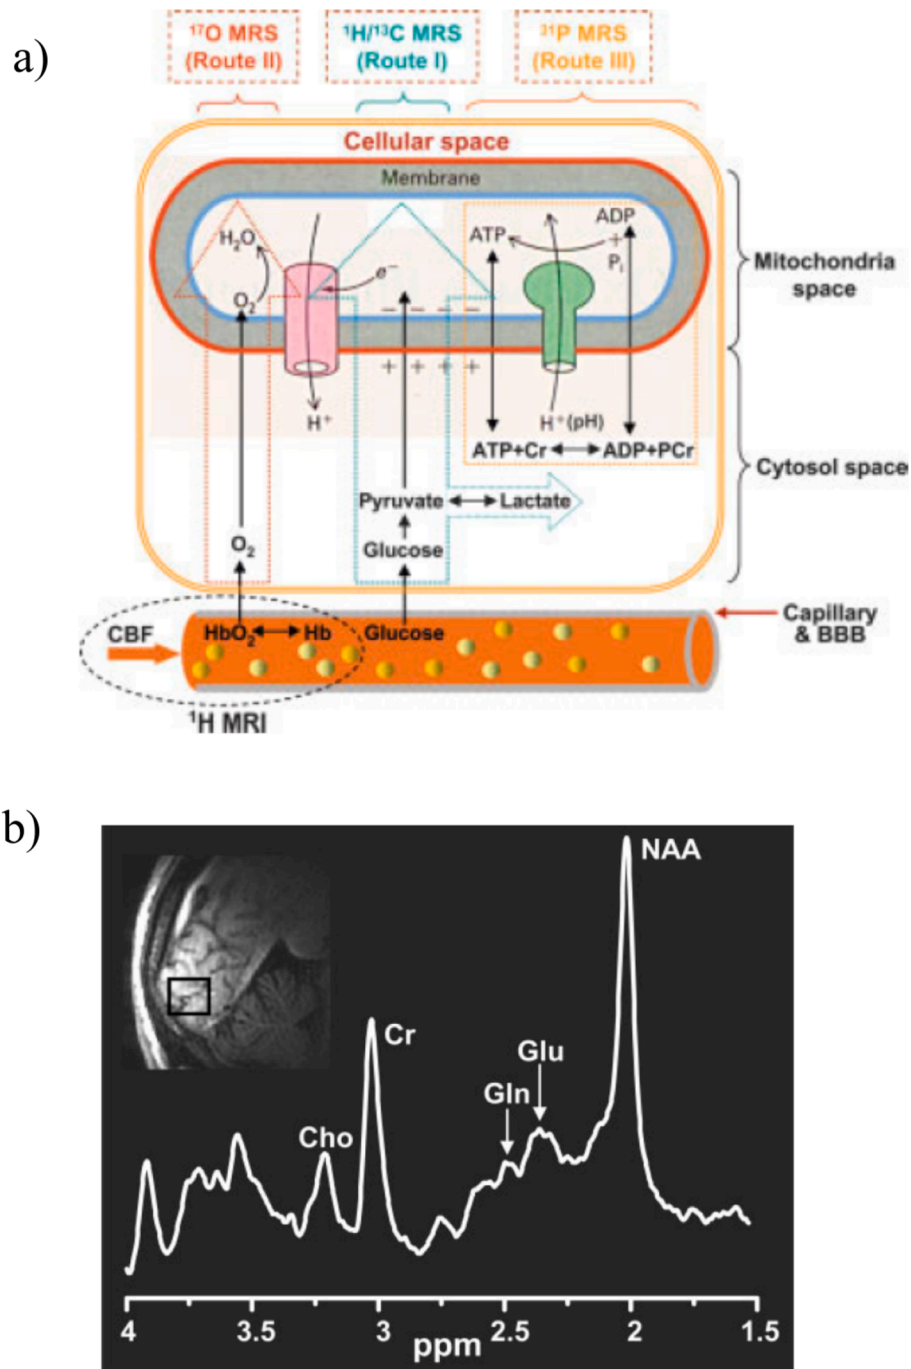 a)
¹⁷O MRS
(Route II)
¹H/¹³C MRS
(Route I)
³¹P MRS
(Route III)
Cellular space
Membrane
H₂O
O₂
e⁻
H⁺
− − − −
+ + + +
ATP
ADP
+
Pᵢ
H⁺(pH)
ATP+Cr
ADP+PCr
Mitochondria
space
Pyruvate
Lactate
Cytosol space
O₂
Glucose
CBF
HbO₂
Hb
Glucose
Capillary
& BBB
¹H MRI
b)
NAA
Cr
Glu
Gln
Cho
4 3.5 3 2.5 2 1.5
ppm